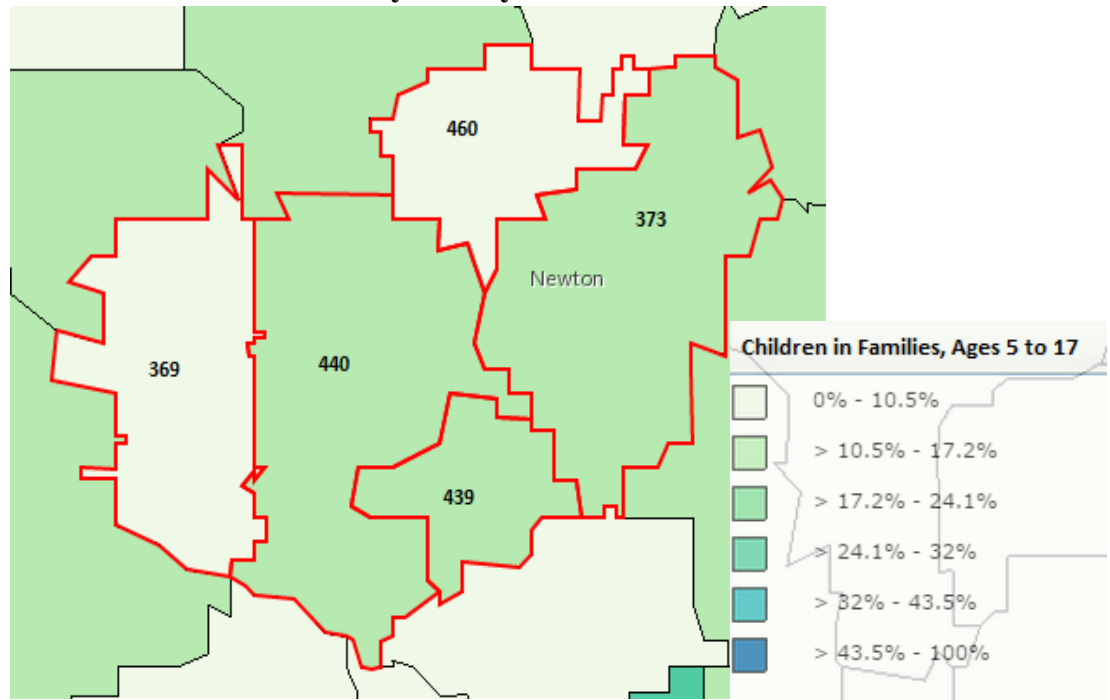 460
373
Newton
369
440
439
Children in Families, Ages 5 to 17
0% - 10.5%
> 10.5% - 17.2%
> 17.2% - 24.1%
> 24.1% - 32%
> 32% - 43.5%
> 43.5% - 100%